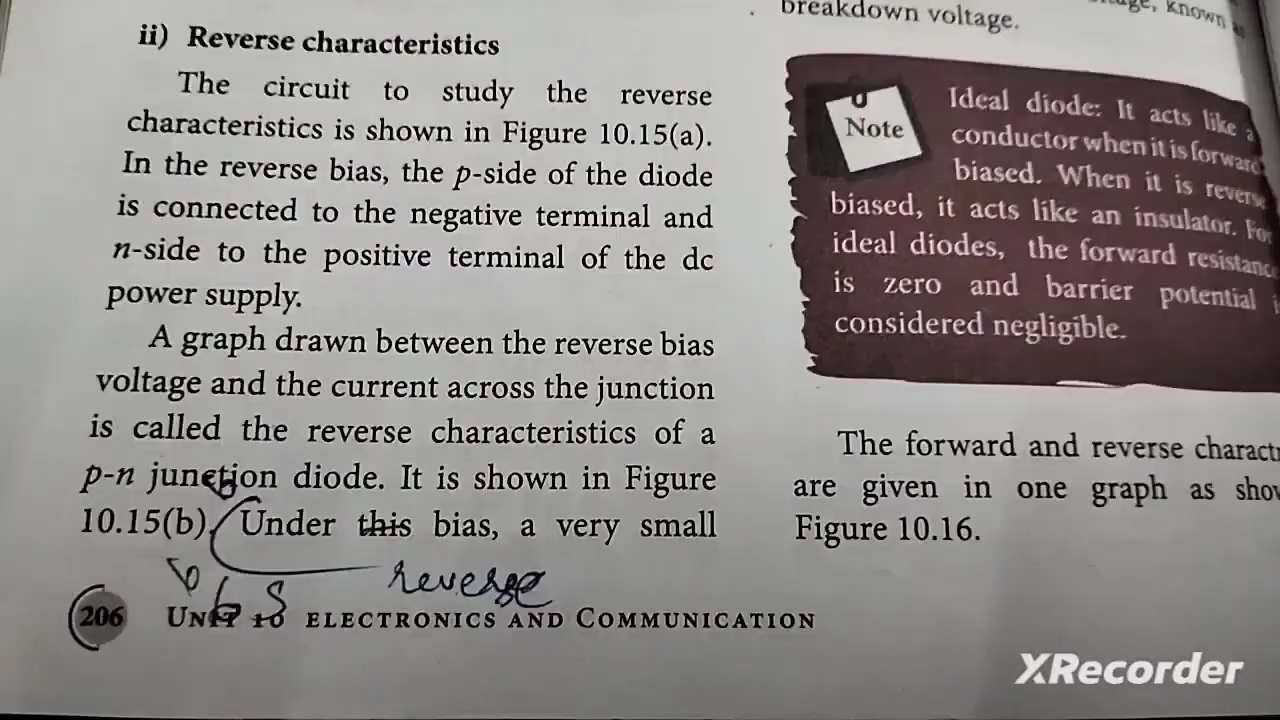 ii) Reverse characteristics
The circuit to study the reverse
characteristics is shown in Figure 10.15(a).
In the reverse bias, the p-side of the diode
is connected to the negative terminal and
n-side to the positive terminal of the dc
power supply.
A graph drawn between the reverse bias
voltage and the current across the junction
is called the reverse characteristics of a
p-n junction diode. It is shown in Figure
10.15(b). Under this bias, a very small
reverse
206 UNIT 10 ELECTRONICS AND COMMUNICATION
known
breakdown voltage.
Note
Ideal diode: It acts like a
conductor when it is forward
biased. When it is reverse
biased, it acts like an insulator. For
ideal diodes, the forward resistance
is zero and barrier potential
considered negligible.
The forward and reverse charact
are given in one graph as
Figure 10.16.
XRecorder